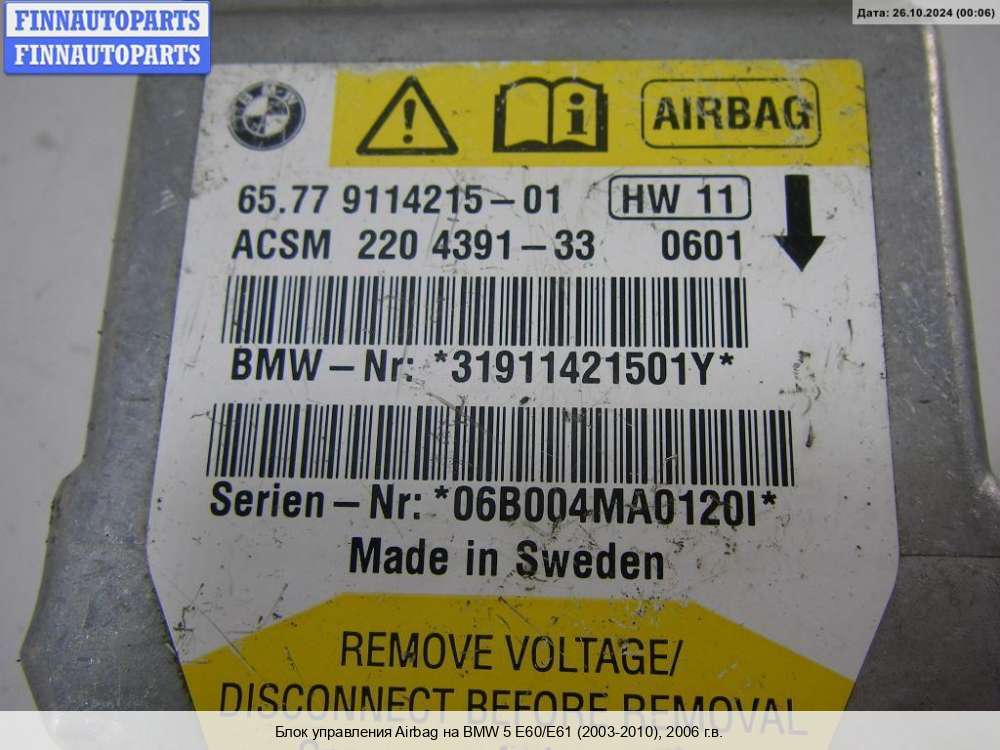 FINNAUTOPARTS
FINNAUTOPARTS
Дата: 26.10.2024 (00:06)
BMW
AIRBAG
65.77 9114215-01 HW 11
ACSM 220 4391-33 0601
BMW-Nr: *31911421501Y*
Serien-Nr: *06B004MA0120I*
Made in Sweden
REMOVE VOLTAGE/
DISCONNECT BEFORE REMOVAL
Блок управления Airbag на BMW 5 E60/E61 (2003-2010), 2006 г.в.